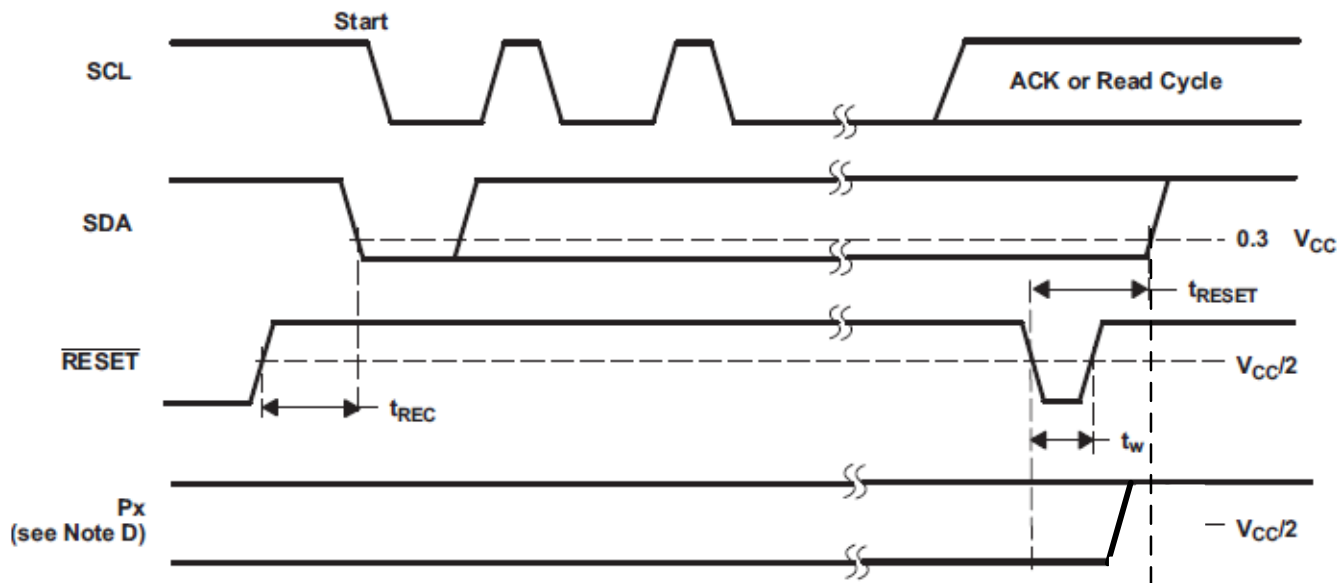 Start
SCL
ACK or Read Cycle
SDA
0.3 VCC
tRESET
RESET
VCC/2
tREC
tw
Px
(see Note D)
VCC/2